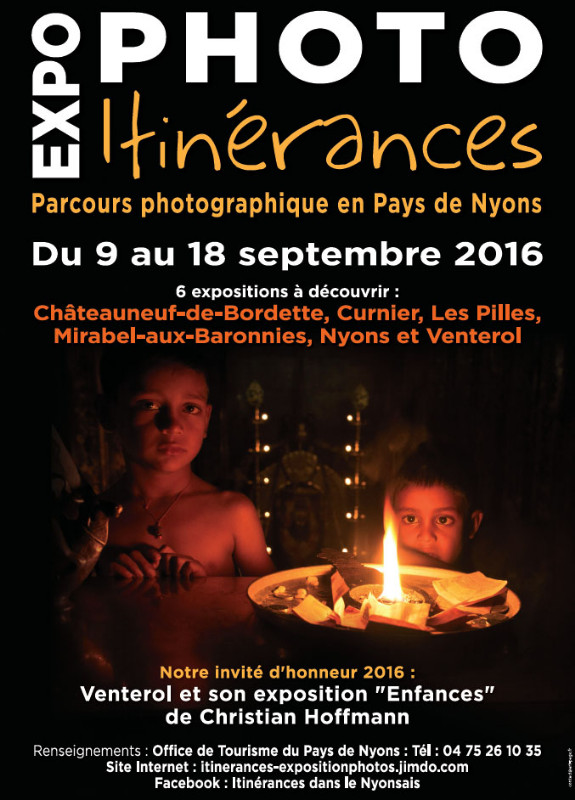 EXPO PHOTO
Itinérances
Parcours photographique en Pays de Nyons
Du 9 au 18 septembre 2016
6 expositions à découvrir :
Châteauneuf-de-Bordette, Curnier, Les Pilles,
Mirabel-aux-Baronnies, Nyons et Venterol
Notre invité d'honneur 2016 :
Venterol et son exposition "Enfances"
de Christian Hoffmann
Renseignements : Office de Tourisme du Pays de Nyons : Tél : 04 75 26 10 35
Site Internet : itinerances-expositionphotos.jimdo.com
Facebook : Itinérances dans le Nyonsais